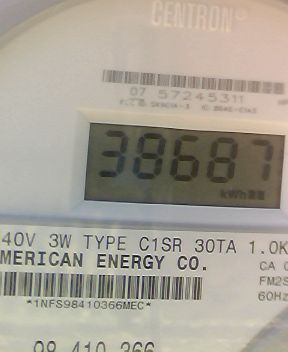 CENTRON®
07 57245311
38687
kWh
40V 3W TYPE C1SR 30TA 1.0K
MERICAN ENERGY CO.
CA
FM2S
60Hz
*1NFS98410366MEC*
98 410 366